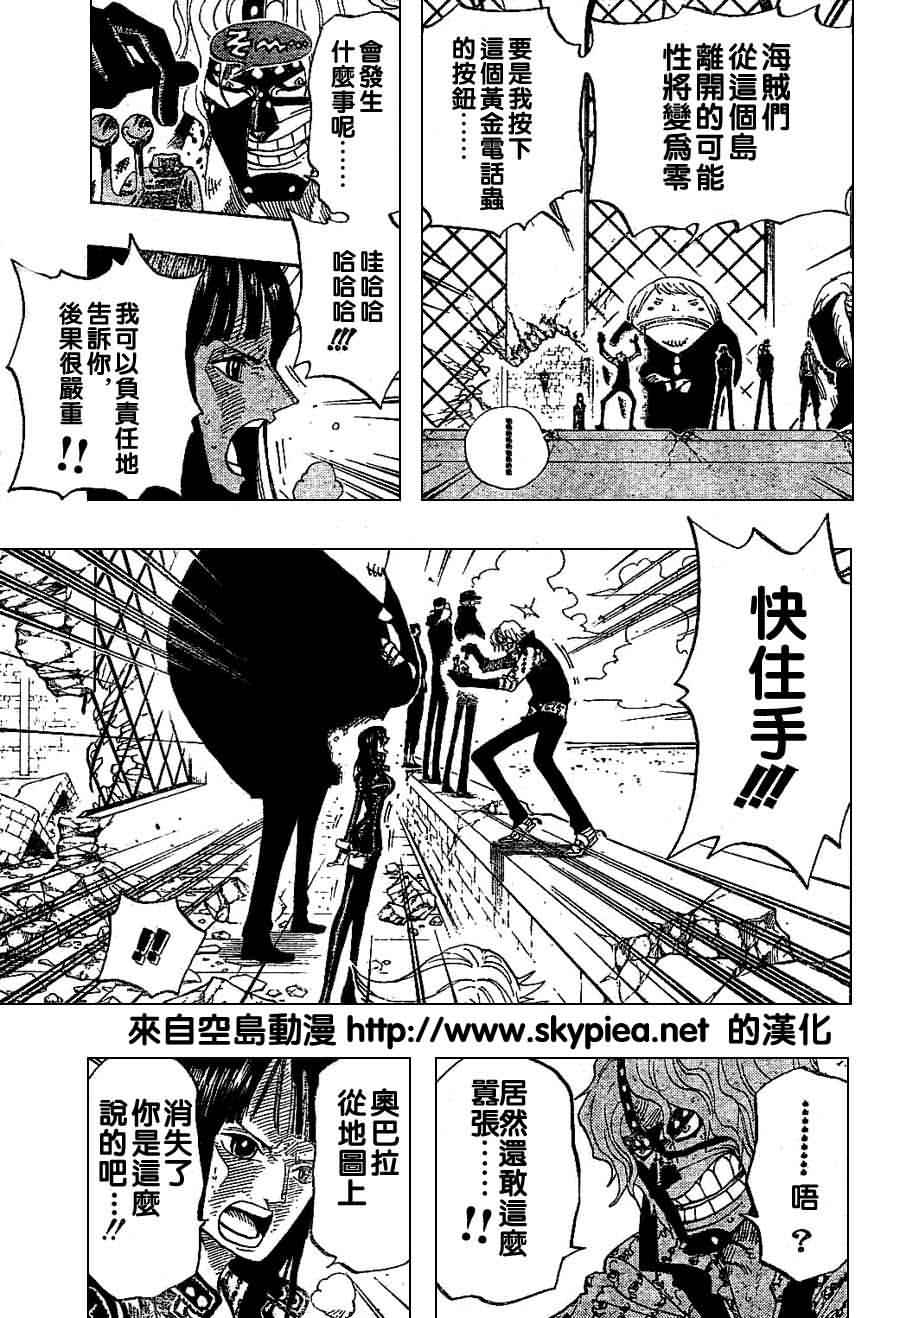 海賊們
從這個島
離開的可能
性將變爲零
要是我按下
這個黃金電話蟲
的按鈕……
…………
そ～…
會發生
什麼事呢
……
哇哈哈
哈哈哈
!!!
我可以負責任地
告訴你，
後果很嚴重
!!
快住手
!!!
!!
來自空島動漫 http://www.skypiea.net 的漢化
………唔？
居然還敢這麼
囂張……!!
奧巴拉
從地圖上
消失了
你是這麼
說的吧…!!